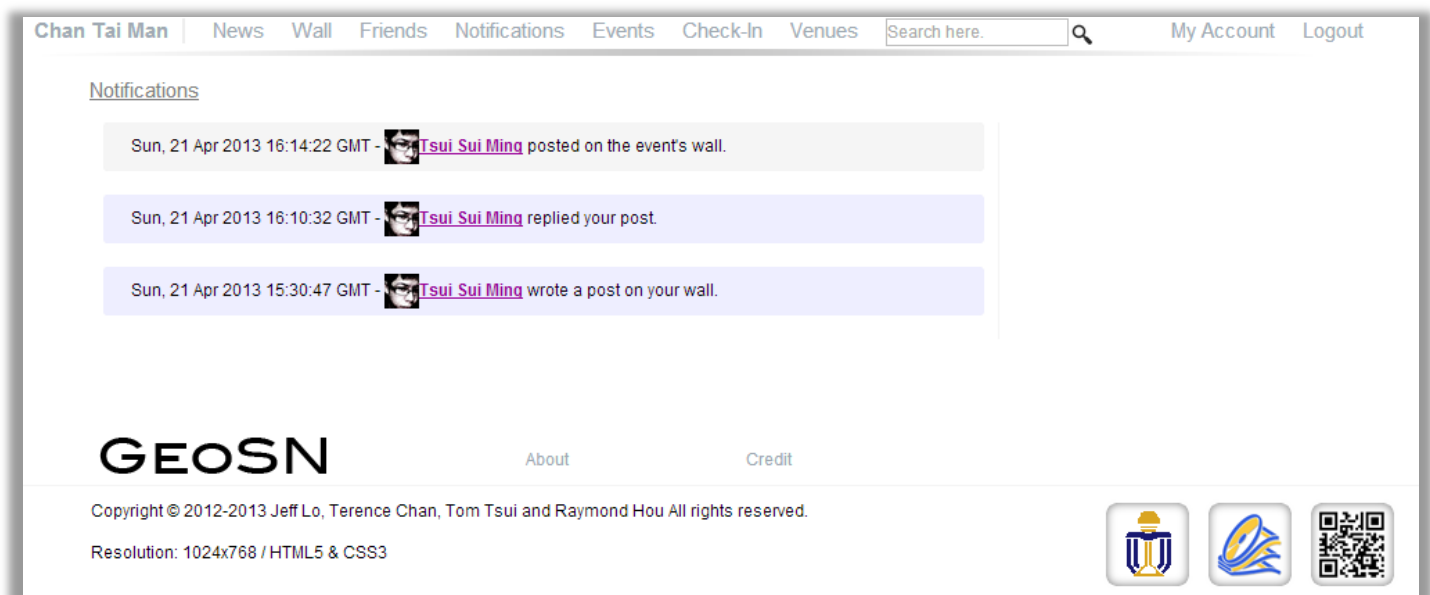 Chan Tai Man News Wall Friends Notifications Events Check-In Venues Search here. My Account Logout
Notifications
Sun, 21 Apr 2013 16:14:22 GMT - Tsui Sui Ming posted on the event's wall.
Sun, 21 Apr 2013 16:10:32 GMT - Tsui Sui Ming replied your post.
Sun, 21 Apr 2013 15:30:47 GMT - Tsui Sui Ming wrote a post on your wall.
GEOSN About Credit
Copyright © 2012-2013 Jeff Lo, Terence Chan, Tom Tsui and Raymond Hou All rights reserved.
Resolution: 1024x768 / HTML5 & CSS3